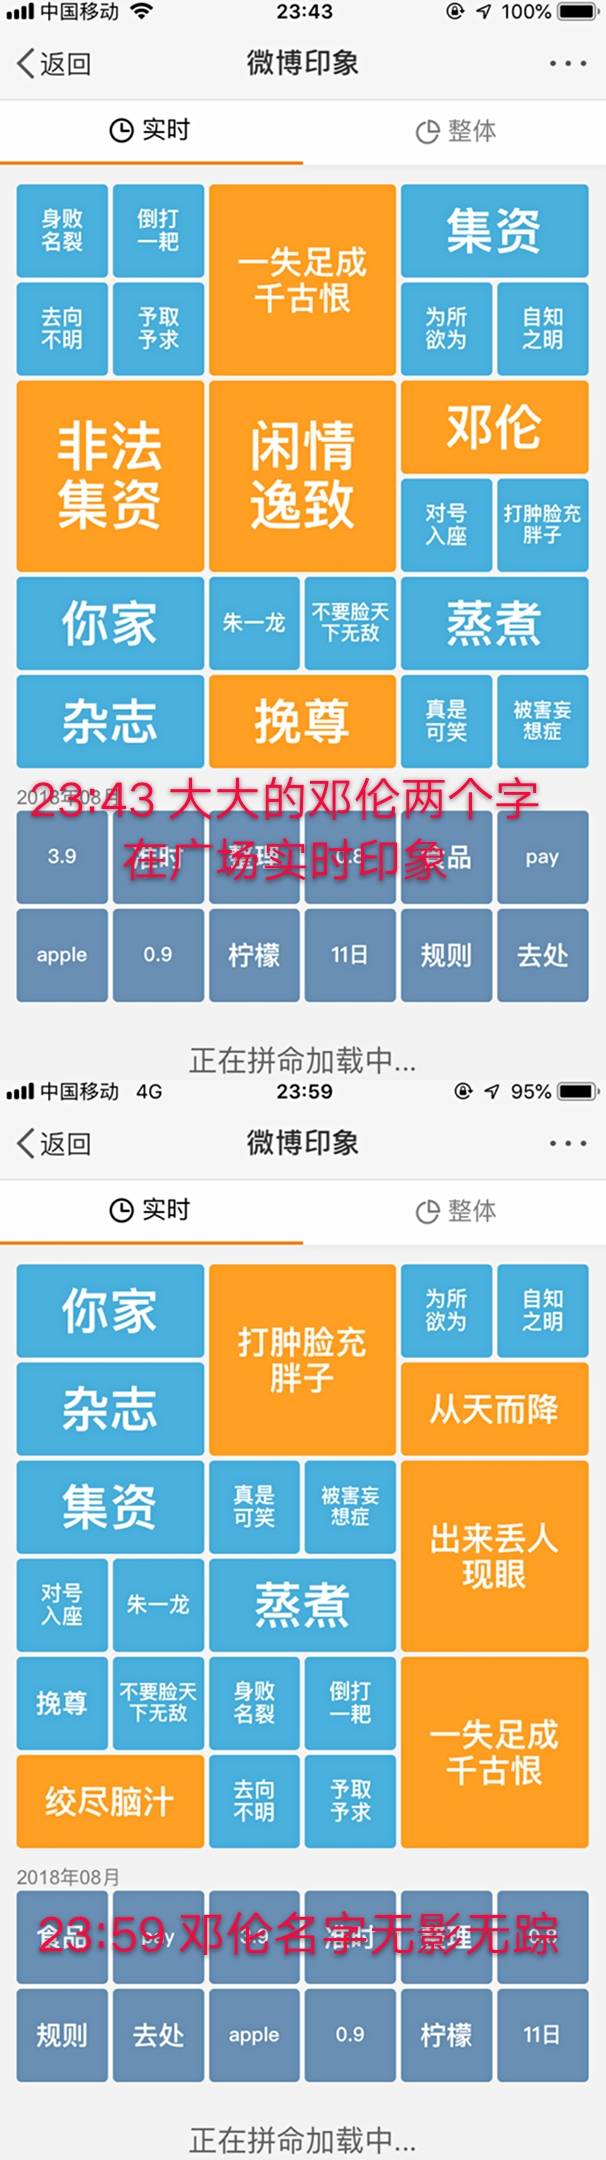 中国移动 23:43 100%
返回 微博印象
实时 整体
身败
名裂
倒打
一耙
一失足成
千古恨
集资
去向
不明
予取
予求
为所
欲为
自知
之明
非法
集资
闲情
逸致
邓伦
对号
入座
打肿脸充
胖子
你家
朱一龙
不要脸天
下无敌
蒸煮
杂志
挽尊
真是
可笑
被害妄
想症
2018年08月
23:43 大大的邓伦两个字
在广场实时印象
3.9 准时 整理 0.8 食品 pay
apple 0.9 柠檬 11日 规则 去处
正在拼命加载中...
中国移动 4G 23:59 95%
返回 微博印象
实时 整体
你家
打肿脸充
胖子
为所
欲为
自知
之明
杂志
从天而降
集资
真是
可笑
被害妄
想症
出来丢人
现眼
对号
入座
朱一龙
蒸煮
挽尊
不要脸天
下无敌
身败
名裂
倒打
一耙
一失足成
千古恨
绞尽脑汁
去向
不明
予取
予求
2018年08月
23:59 邓伦名字无影无踪
食品 pay 3.9 准时 整理 0.8
规则 去处 apple 0.9 柠檬 11日
正在拼命加载中...